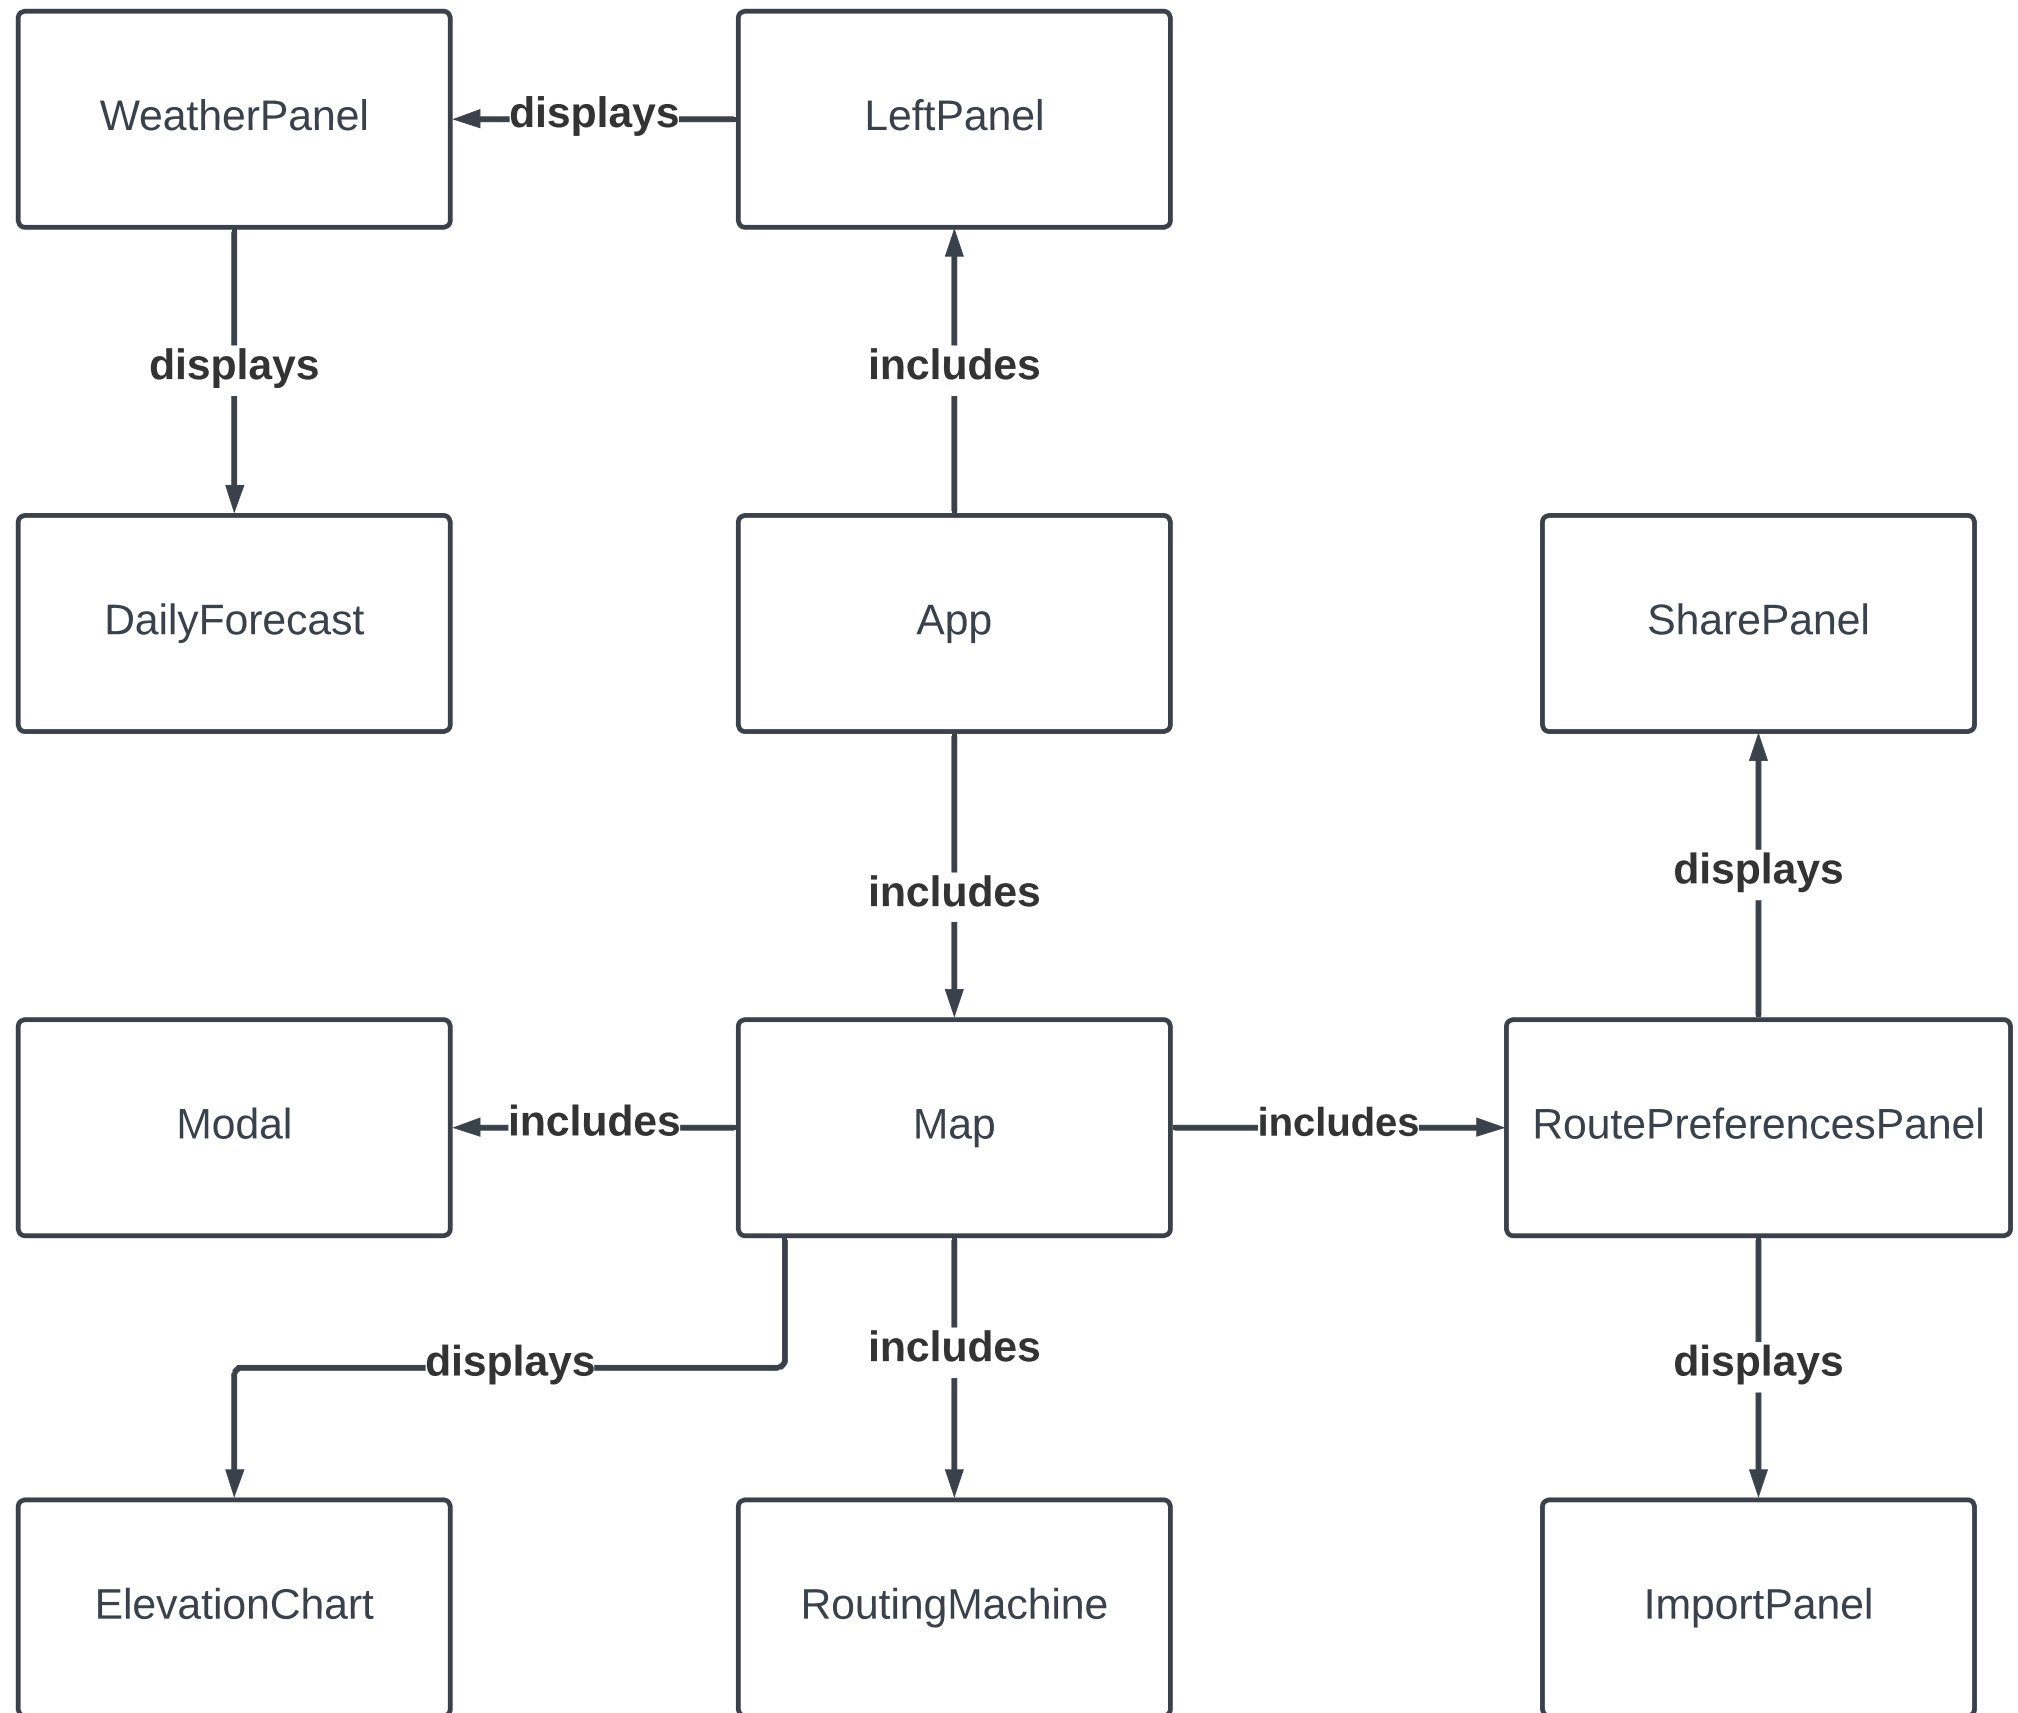 WeatherPanel
displays
LeftPanel
displays
includes
DailyForecast
App
SharePanel
displays
includes
Modal
includes
Map
includes
RoutePreferencesPanel
displays
includes
displays
ElevationChart
RoutingMachine
ImportPanel